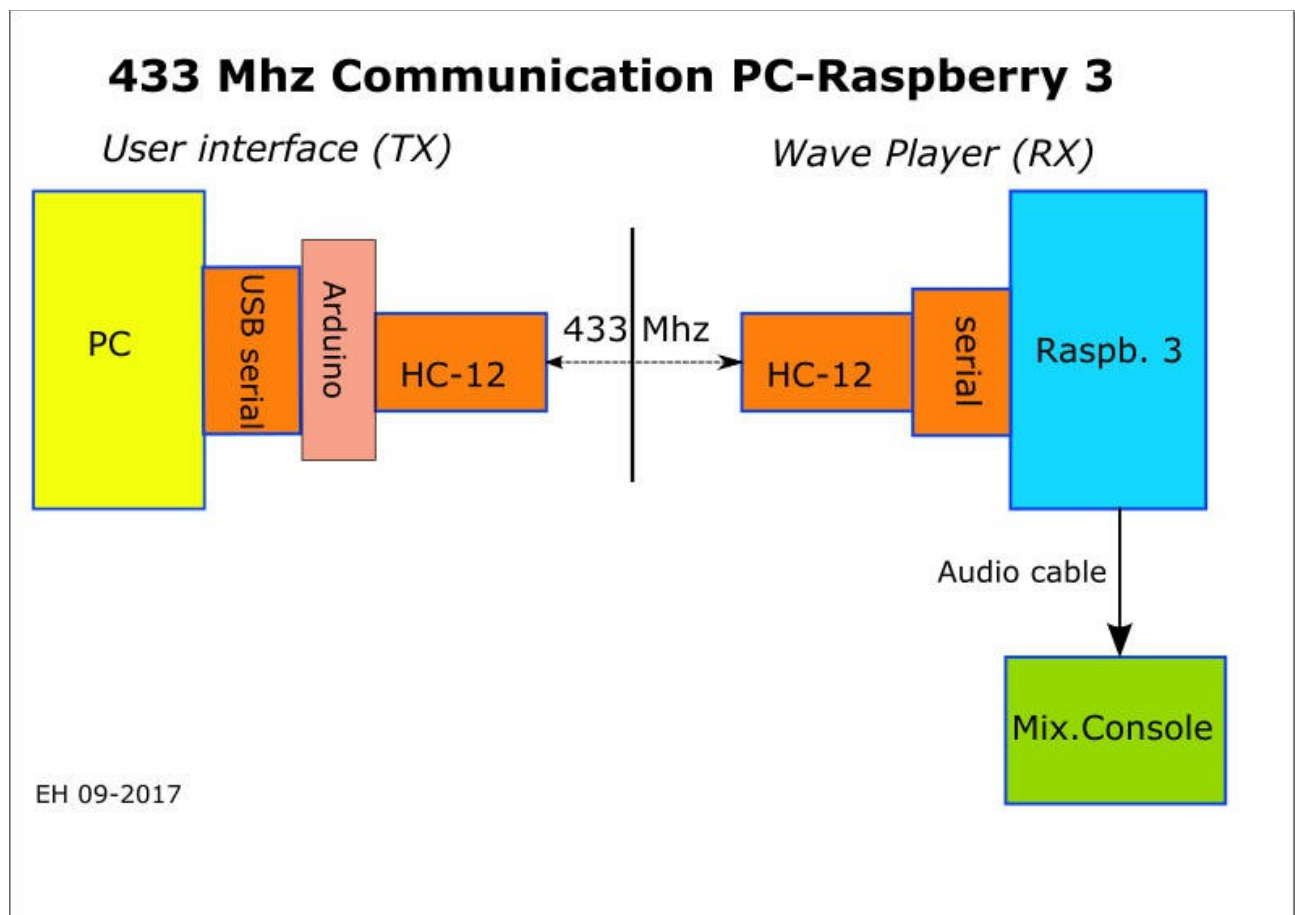 433 Mhz Communication PC-Raspberry 3
User interface (TX)
Wave Player (RX)
PC
USB serial
Arduino
HC-12
433 Mhz
HC-12
serial
Raspb. 3
Audio cable
Mix.Console
EH 09-2017